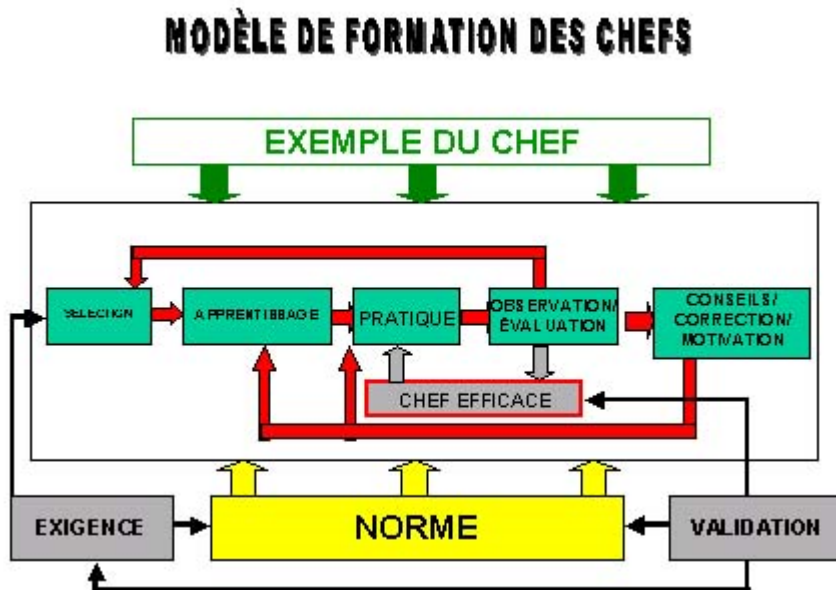 MODÈLE DE FORMATION DES CHEFS
EXEMPLE DU CHEF
SÉLECTION
APPRENTIBBAGE
PRATIQUE
OBSERVATION/
ÉVALUATION
CONSEILS/
CORRECTION/
MOTIVATION
CHEF EFFICACE
EXIGENCE
NORME
VALIDATION